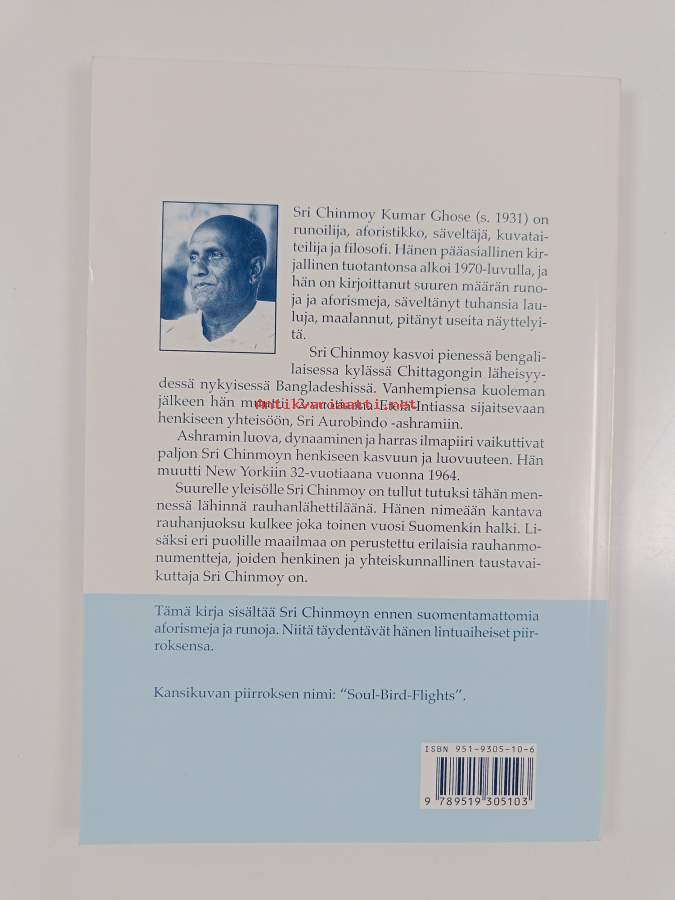 Sri Chinmoy Kumar Ghose (s. 1931) on
runoilija, aforistikko, säveltäjä, kuvatai-
teilija ja filosofi. Hänen pääasiallinen kir-
jallinen tuotantonsa alkoi 1970-luvulla, ja
hän on kirjoittanut suuren määrän runo-
ja ja aforismeja, säveltänyt tuhansia lau-
luja, maalannut, pitänyt useita näyttelyi-
tä.
Sri Chinmoy kasvoi pienessä bengali-
laisessa kylässä Chittagongin läheisyy-
dessä nykyisessä Bangladeshissä. Vanhempiensa kuoleman
jälkeen hän muutti 12-vuotiaana Etelä-Intiassa sijaitsevaan
Antikvariaatti.net
henkiseen yhteisöön, Sri Aurobindo -ashramiin.
Ashramin luova, dynaaminen ja harras ilmapiiri vaikuttivat
paljon Sri Chinmoyn henkiseen kasvuun ja luovuuteen. Hän
muutti New Yorkiin 32-vuotiaana vuonna 1964.
Suurelle yleisölle Sri Chinmoy on tullut tutuksi tähän men-
nessä lähinnä rauhanlähettiläänä. Hänen nimeään kantava
rauhanjuoksu kulkee joka toinen vuosi Suomenkin halki. Li-
säksi eri puolille maailmaa on perustettu erilaisia rauhanmo-
numentteja, joiden henkinen ja yhteiskunnallinen taustavai-
kuttaja Sri Chinmoy on.
Tämä kirja sisältää Sri Chinmoyn ennen suomentamattomia
aforismeja ja runoja. Niitä täydentävät hänen lintuaiheiset piir-
roksensa.
Kansikuvan piirroksen nimi: “Soul-Bird-Flights”.
ISBN 951-9305-10-6
9 789519 305103